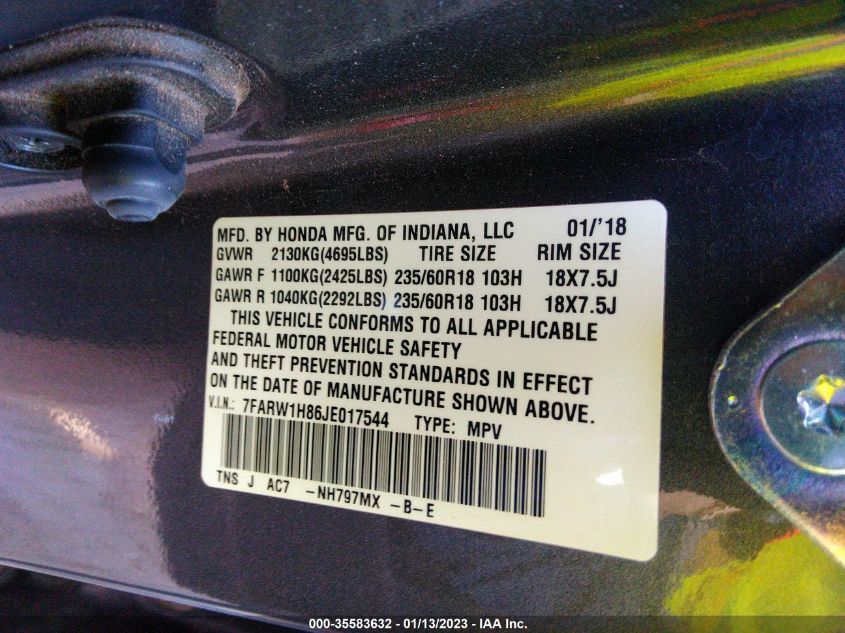 MFD. BY HONDA MFG. OF INDIANA, LLC 01/'18
GVWR 2130KG(4695LBS) TIRE SIZE RIM SIZE
GAWR F 1100KG(2425LBS) 235/60R18 103H 18X7.5J
GAWR R 1040KG(2292LBS) 235/60R18 103H 18X7.5J
THIS VEHICLE CONFORMS TO ALL APPLICABLE
FEDERAL MOTOR VEHICLE SAFETY
AND THEFT PREVENTION STANDARDS IN EFFECT
ON THE DATE OF MANUFACTURE SHOWN ABOVE.
V.I.N.: 7FARW1H86JE017544 TYPE: MPV
TNS J AC7 -NH797MX -B-E
000-35583632 - 01/13/2023 - IAA Inc.